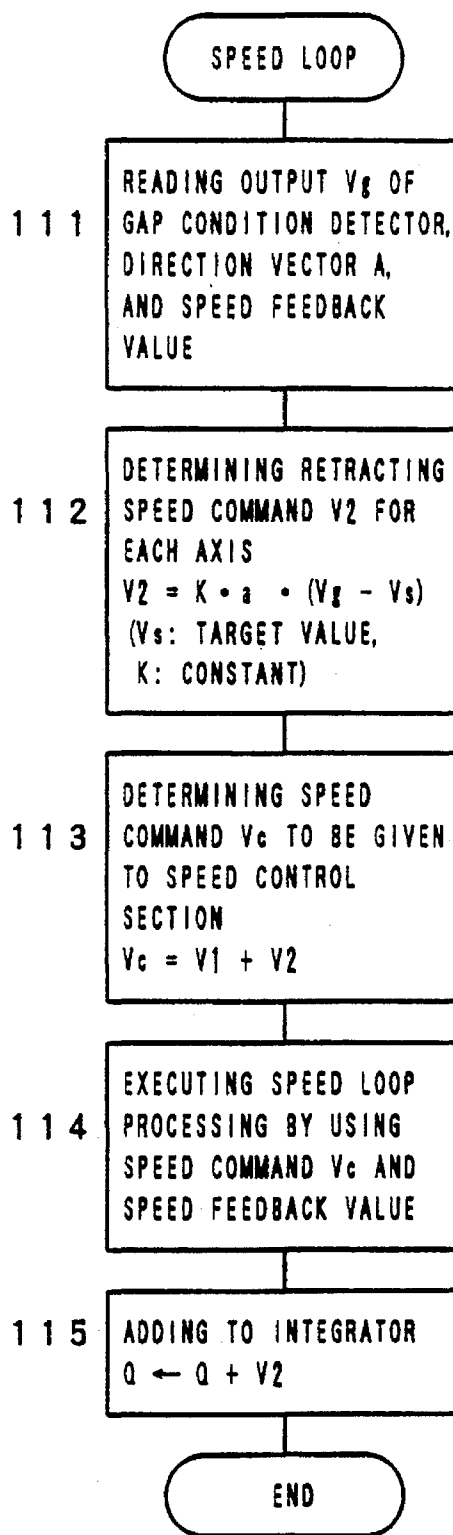 SPEED LOOP
111
READING OUTPUT Vg OF
GAP CONDITION DETECTOR,
DIRECTION VECTOR A,
AND SPEED FEEDBACK
VALUE
112
DETERMINING RETRACTING
SPEED COMMAND V2 FOR
EACH AXIS
V2 = K • a • (Vg - Vs)
(Vs: TARGET VALUE,
K: CONSTANT)
113
DETERMINING SPEED
COMMAND Vc TO BE GIVEN
TO SPEED CONTROL
SECTION
Vc = V1 + V2
114
EXECUTING SPEED LOOP
PROCESSING BY USING
SPEED COMMAND Vc AND
SPEED FEEDBACK VALUE
115
ADDING TO INTEGRATOR
Q ← Q + V2
END